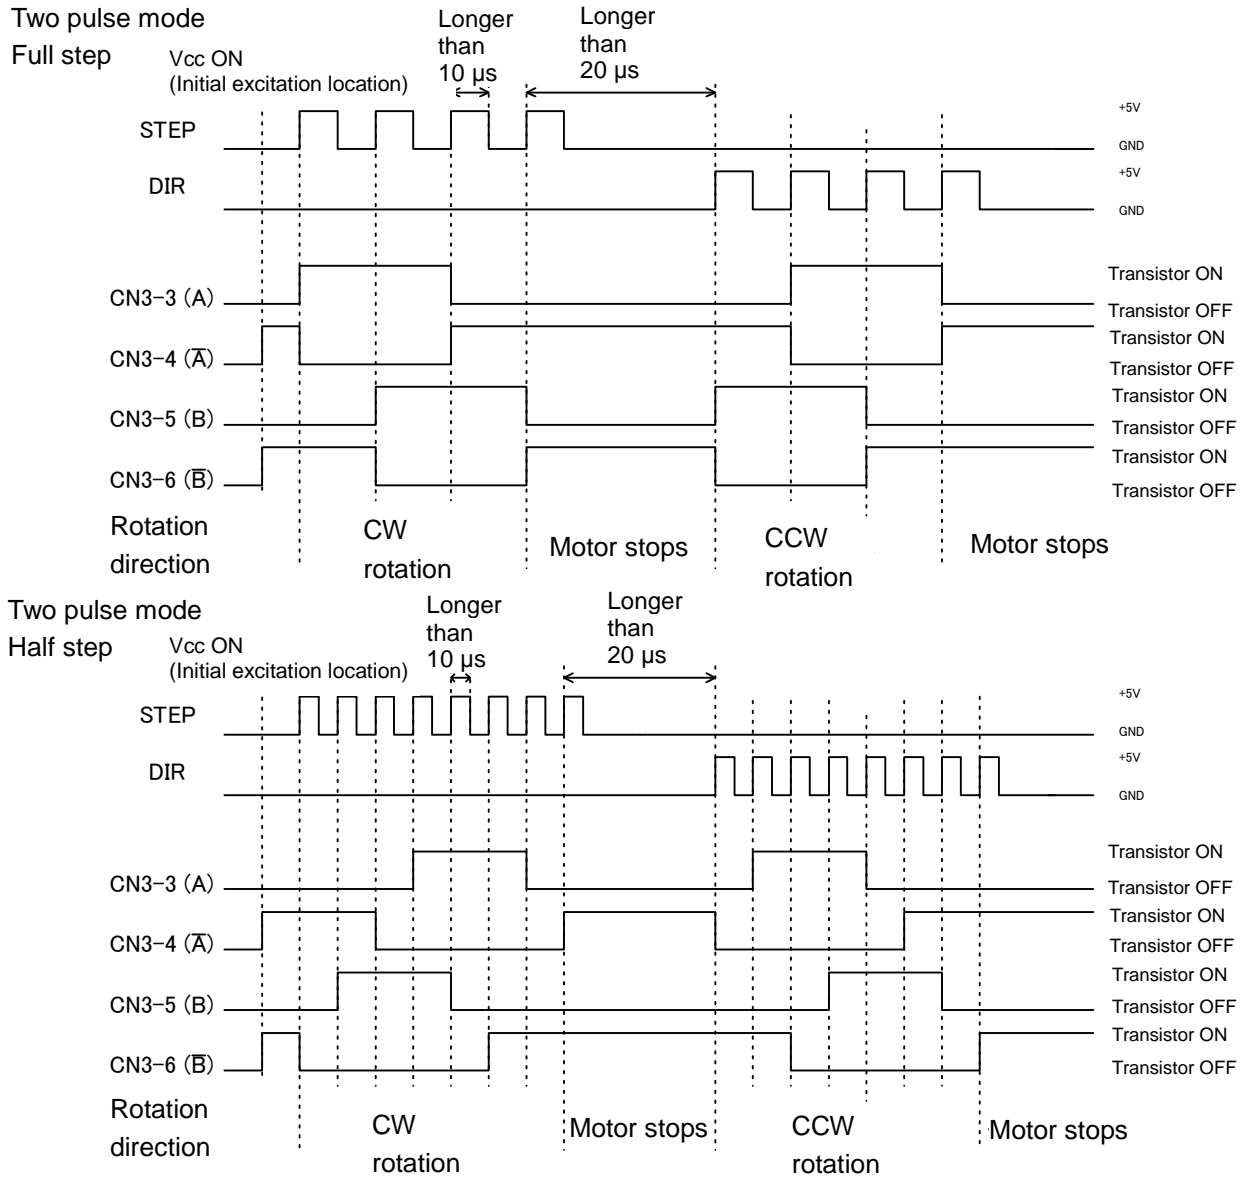 Two pulse mode
Full step
Vcc ON
(Initial excitation location)
Longer
than
10 µs
Longer
than
20 µs
STEP
+5V
GND
DIR
+5V
GND
CN3-3 (A)
Transistor ON
Transistor OFF
CN3-4 (A̅)
Transistor ON
Transistor OFF
CN3-5 (B)
Transistor ON
Transistor OFF
CN3-6 (B̅)
Transistor ON
Transistor OFF
Rotation
direction
CW
rotation
Motor stops
CCW
rotation
Motor stops
Two pulse mode
Half step
Vcc ON
(Initial excitation location)
Longer
than
10 µs
Longer
than
20 µs
STEP
+5V
GND
DIR
+5V
GND
CN3-3 (A)
Transistor ON
Transistor OFF
CN3-4 (A̅)
Transistor ON
Transistor OFF
CN3-5 (B)
Transistor ON
Transistor OFF
CN3-6 (B̅)
Transistor ON
Transistor OFF
Rotation
direction
CW
rotation
Motor stops
CCW
rotation
Motor stops